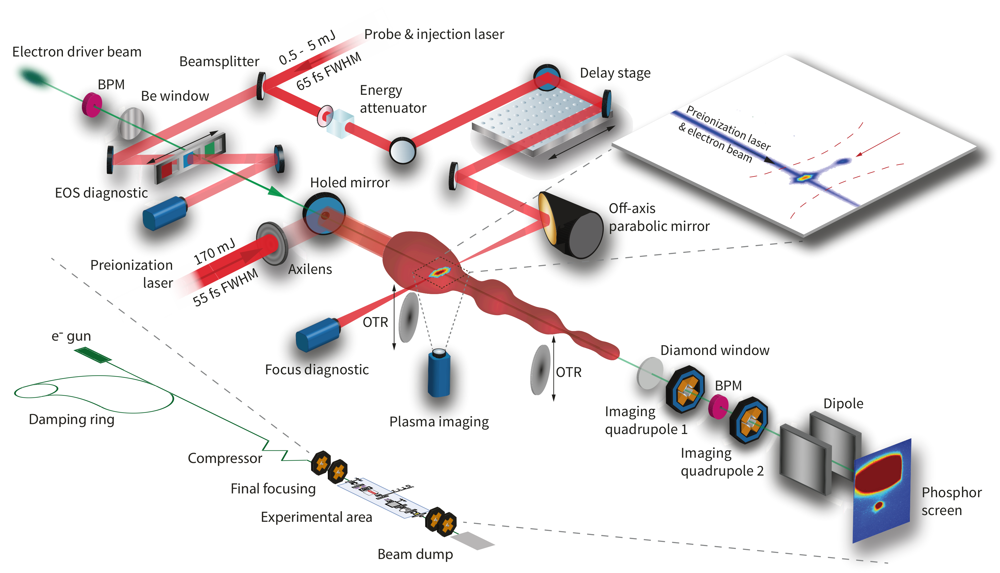 Probe & injection laser
0.5 - 5 mJ
65 fs FWHM
Electron driver beam
Beamsplitter
BPM
Be window
Energy
attenuator
Delay stage
Preionization laser
& electron beam
EOS diagnostic
Holed mirror
Off-axis
parabolic mirror
170 mJ
55 fs FWHM
Preionization
laser
Axilens
OTR
e⁻ gun
Focus diagnostic
Plasma imaging
OTR
Diamond window
BPM
Imaging
quadrupole 1
Dipole
Damping ring
Imaging
quadrupole 2
Compressor
Final focusing
Experimental area
Phosphor
screen
Beam dump